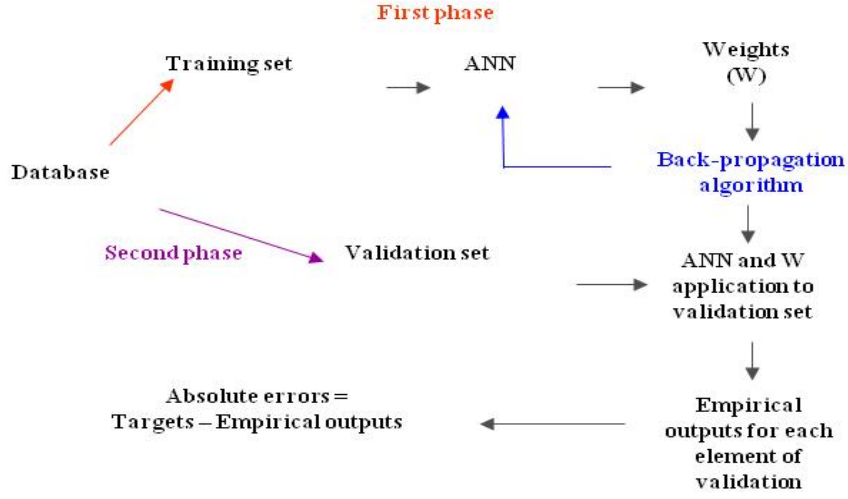 First phase
Training set
ANN
Weights
(W)
Database
Back-propagation
algorithm
Second phase
Validation set
ANN and W
application to
validation set
Absolute errors =
Targets – Empirical outputs
Empirical
outputs for each
element of
validation